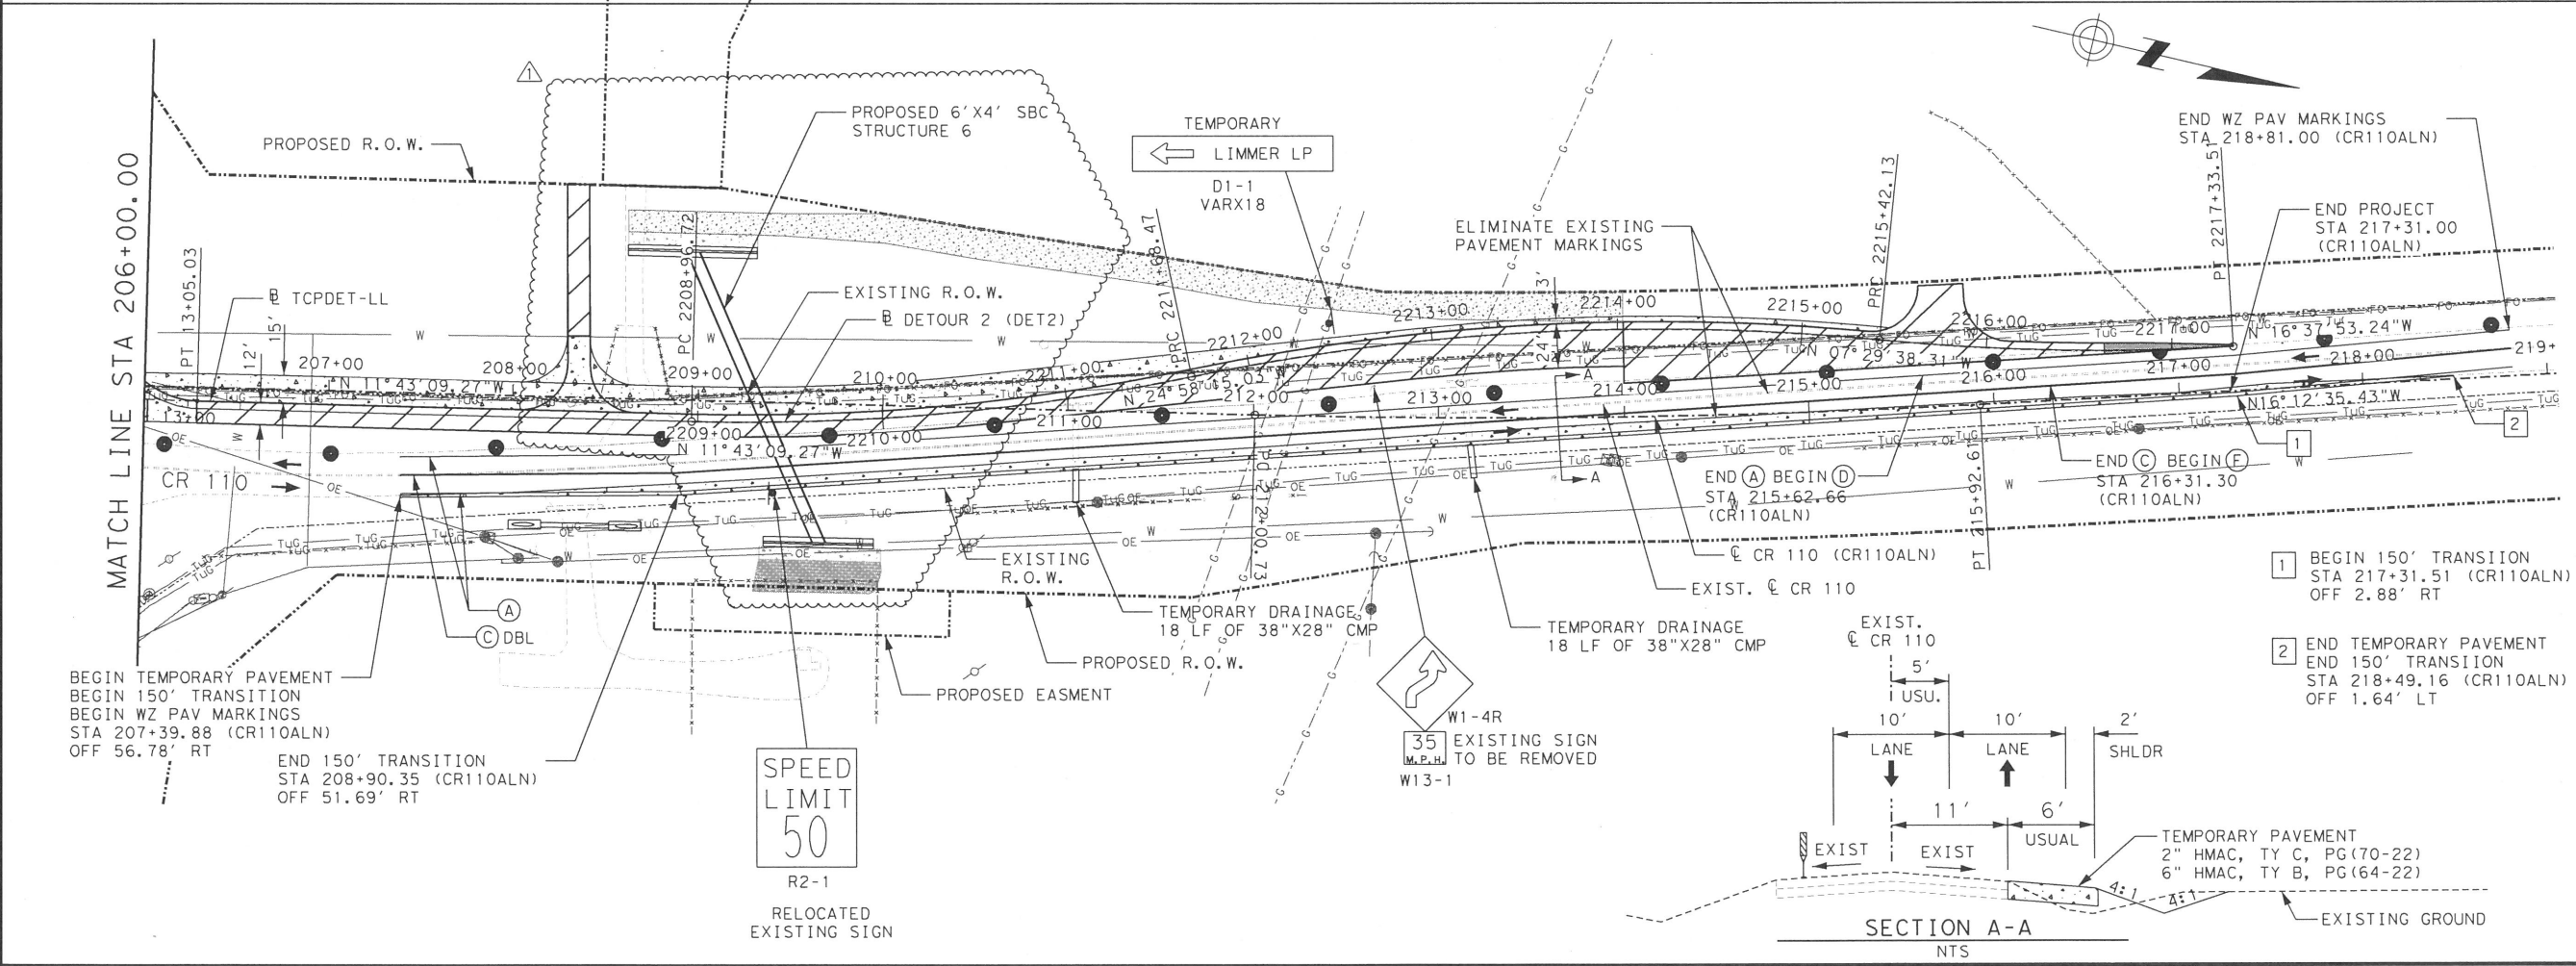 MATCH LINE STA 206+00.00
PROPOSED R.O.W.
1
PROPOSED 6'X4' SBC
STRUCTURE 6
TEMPORARY
LIMMER LP
D1-1
VARX18
ELIMINATE EXISTING
PAVEMENT MARKINGS
END WZ PAV MARKINGS
STA 218+81.00 (CR110ALN)
END PROJECT
STA 217+31.00
(CR110ALN)
PT 13+05.03
PC 2208+96.72
PRC 2211+68.47
PRC 2215+42.13
PT 2217+33.51
TCPDET-LL
15'
12'
EXISTING R.O.W.
DETOUR 2 (DET2)
3'
24'
207+00
208+00
209+00
210+00
2211+00
2212+00
2213+00
2214+00
2215+00
2216+00
2217+00
N 11°43'09.27"W
N 07°29'38.31"W
N 16°37'53.24"W
13+00
2209+00
2210+00
211+00
212+00
213+00
214+00
215+00
216+00
217+00
218+00
219+
N 11°43'09.27"W
N16°12'35.43"W
CR 110
A
A
PC 212+00.73
PT 215+92.61
END A BEGIN D
STA 215+62.66
(CR110ALN)
END C BEGIN F
STA 216+31.30
(CR110ALN)
1
2
℄ CR 110 (CR110ALN)
EXIST. ℄ CR 110
A
C DBL
EXISTING
R.O.W.
TEMPORARY DRAINAGE
18 LF OF 38"X28" CMP
TEMPORARY DRAINAGE
18 LF OF 38"X28" CMP
PROPOSED R.O.W.
PROPOSED EASMENT
BEGIN TEMPORARY PAVEMENT
BEGIN 150' TRANSITION
BEGIN WZ PAV MARKINGS
STA 207+39.88 (CR110ALN)
OFF 56.78' RT
END 150' TRANSITION
STA 208+90.35 (CR110ALN)
OFF 51.69' RT
SPEED
LIMIT
50
R2-1
RELOCATED
EXISTING SIGN
W1-4R
35
M.P.H.
EXISTING SIGN
TO BE REMOVED
W13-1
1 BEGIN 150' TRANSIITION
STA 217+31.51 (CR110ALN)
OFF 2.88' RT
2 END TEMPORARY PAVEMENT
END 150' TRANSIION
STA 218+49.16 (CR110ALN)
OFF 1.64' LT
EXIST.
℄ CR 110
5'
USU.
10'
LANE
10'
LANE
2'
SHLDR
11'
6'
USUAL
EXIST
EXIST
TEMPORARY PAVEMENT
2" HMAC, TY C, PG(70-22)
6" HMAC, TY B, PG(64-22)
4:1
4:1
EXISTING GROUND
SECTION A-A
NTS